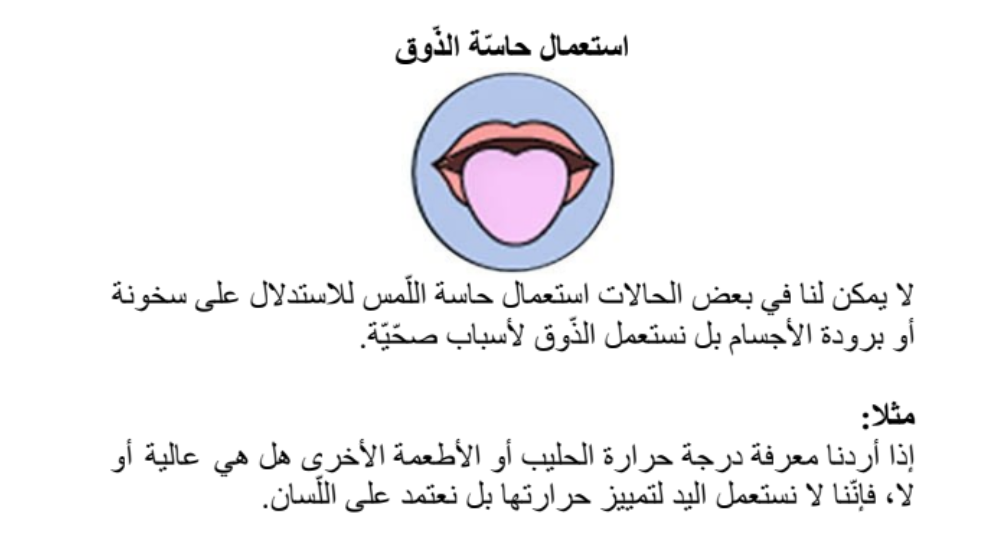 استعمال حاسّة الذّوق
لا يمكن لنا في بعض الحالات استعمال حاسة اللّمس للاستدلال على سخونة
أو برودة الأجسام بل نستعمل الذّوق لأسباب صحّيّة.
مثلا:
إذا أردنا معرفة درجة حرارة الحليب أو الأطعمة الأخرى هل هي عالية أو
لا، فإنّنا لا نستعمل اليد لتمييز حرارتها بل نعتمد على اللّسان.